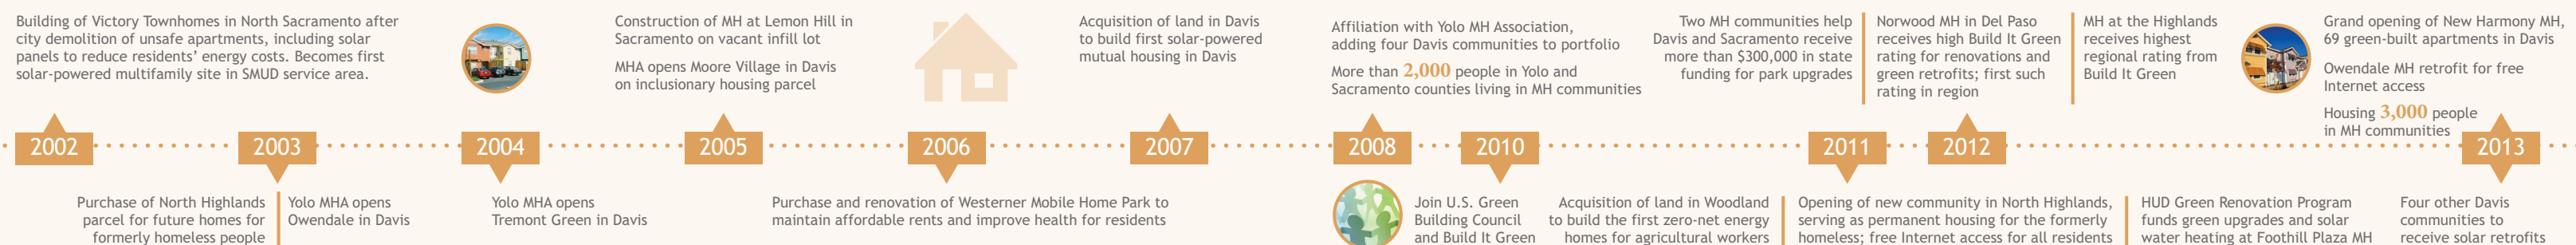 Building of Victory Townhomes in North Sacramento after
city demolition of unsafe apartments, including solar
panels to reduce residents’ energy costs. Becomes first
solar-powered multifamily site in SMUD service area.
Construction of MH at Lemon Hill in
Sacramento on vacant infill lot
MHA opens Moore Village in Davis
on inclusionary housing parcel
Acquisition of land in Davis
to build first solar-powered
mutual housing in Davis
Affiliation with Yolo MH Association,
adding four Davis communities to portfolio
More than 2,000 people in Yolo and
Sacramento counties living in MH communities
Two MH communities help
Davis and Sacramento receive
more than $300,000 in state
funding for park upgrades
Norwood MH in Del Paso
receives high Build It Green
rating for renovations and
green retrofits; first such
rating in region
MH at the Highlands
receives highest
regional rating from
Build It Green
Grand opening of New Harmony MH,
69 green-built apartments in Davis
Owendale MH retrofit for free
Internet access
Housing 3,000 people
in MH communities
2002
2003
2004
2005
2006
2007
2008
2010
2011
2012
2013
Purchase of North Highlands
parcel for future homes for
formerly homeless people
Yolo MHA opens
Owendale in Davis
Yolo MHA opens
Tremont Green in Davis
Purchase and renovation of Westerner Mobile Home Park to
maintain affordable rents and improve health for residents
Join U.S. Green
Building Council
and Build It Green
Acquisition of land in Woodland
to build the first zero-net energy
homes for agricultural workers
Opening of new community in North Highlands,
serving as permanent housing for the formerly
homeless; free Internet access for all residents
HUD Green Renovation Program
funds green upgrades and solar
water heating at Foothill Plaza MH
Four other Davis
communities to
receive solar retrofits